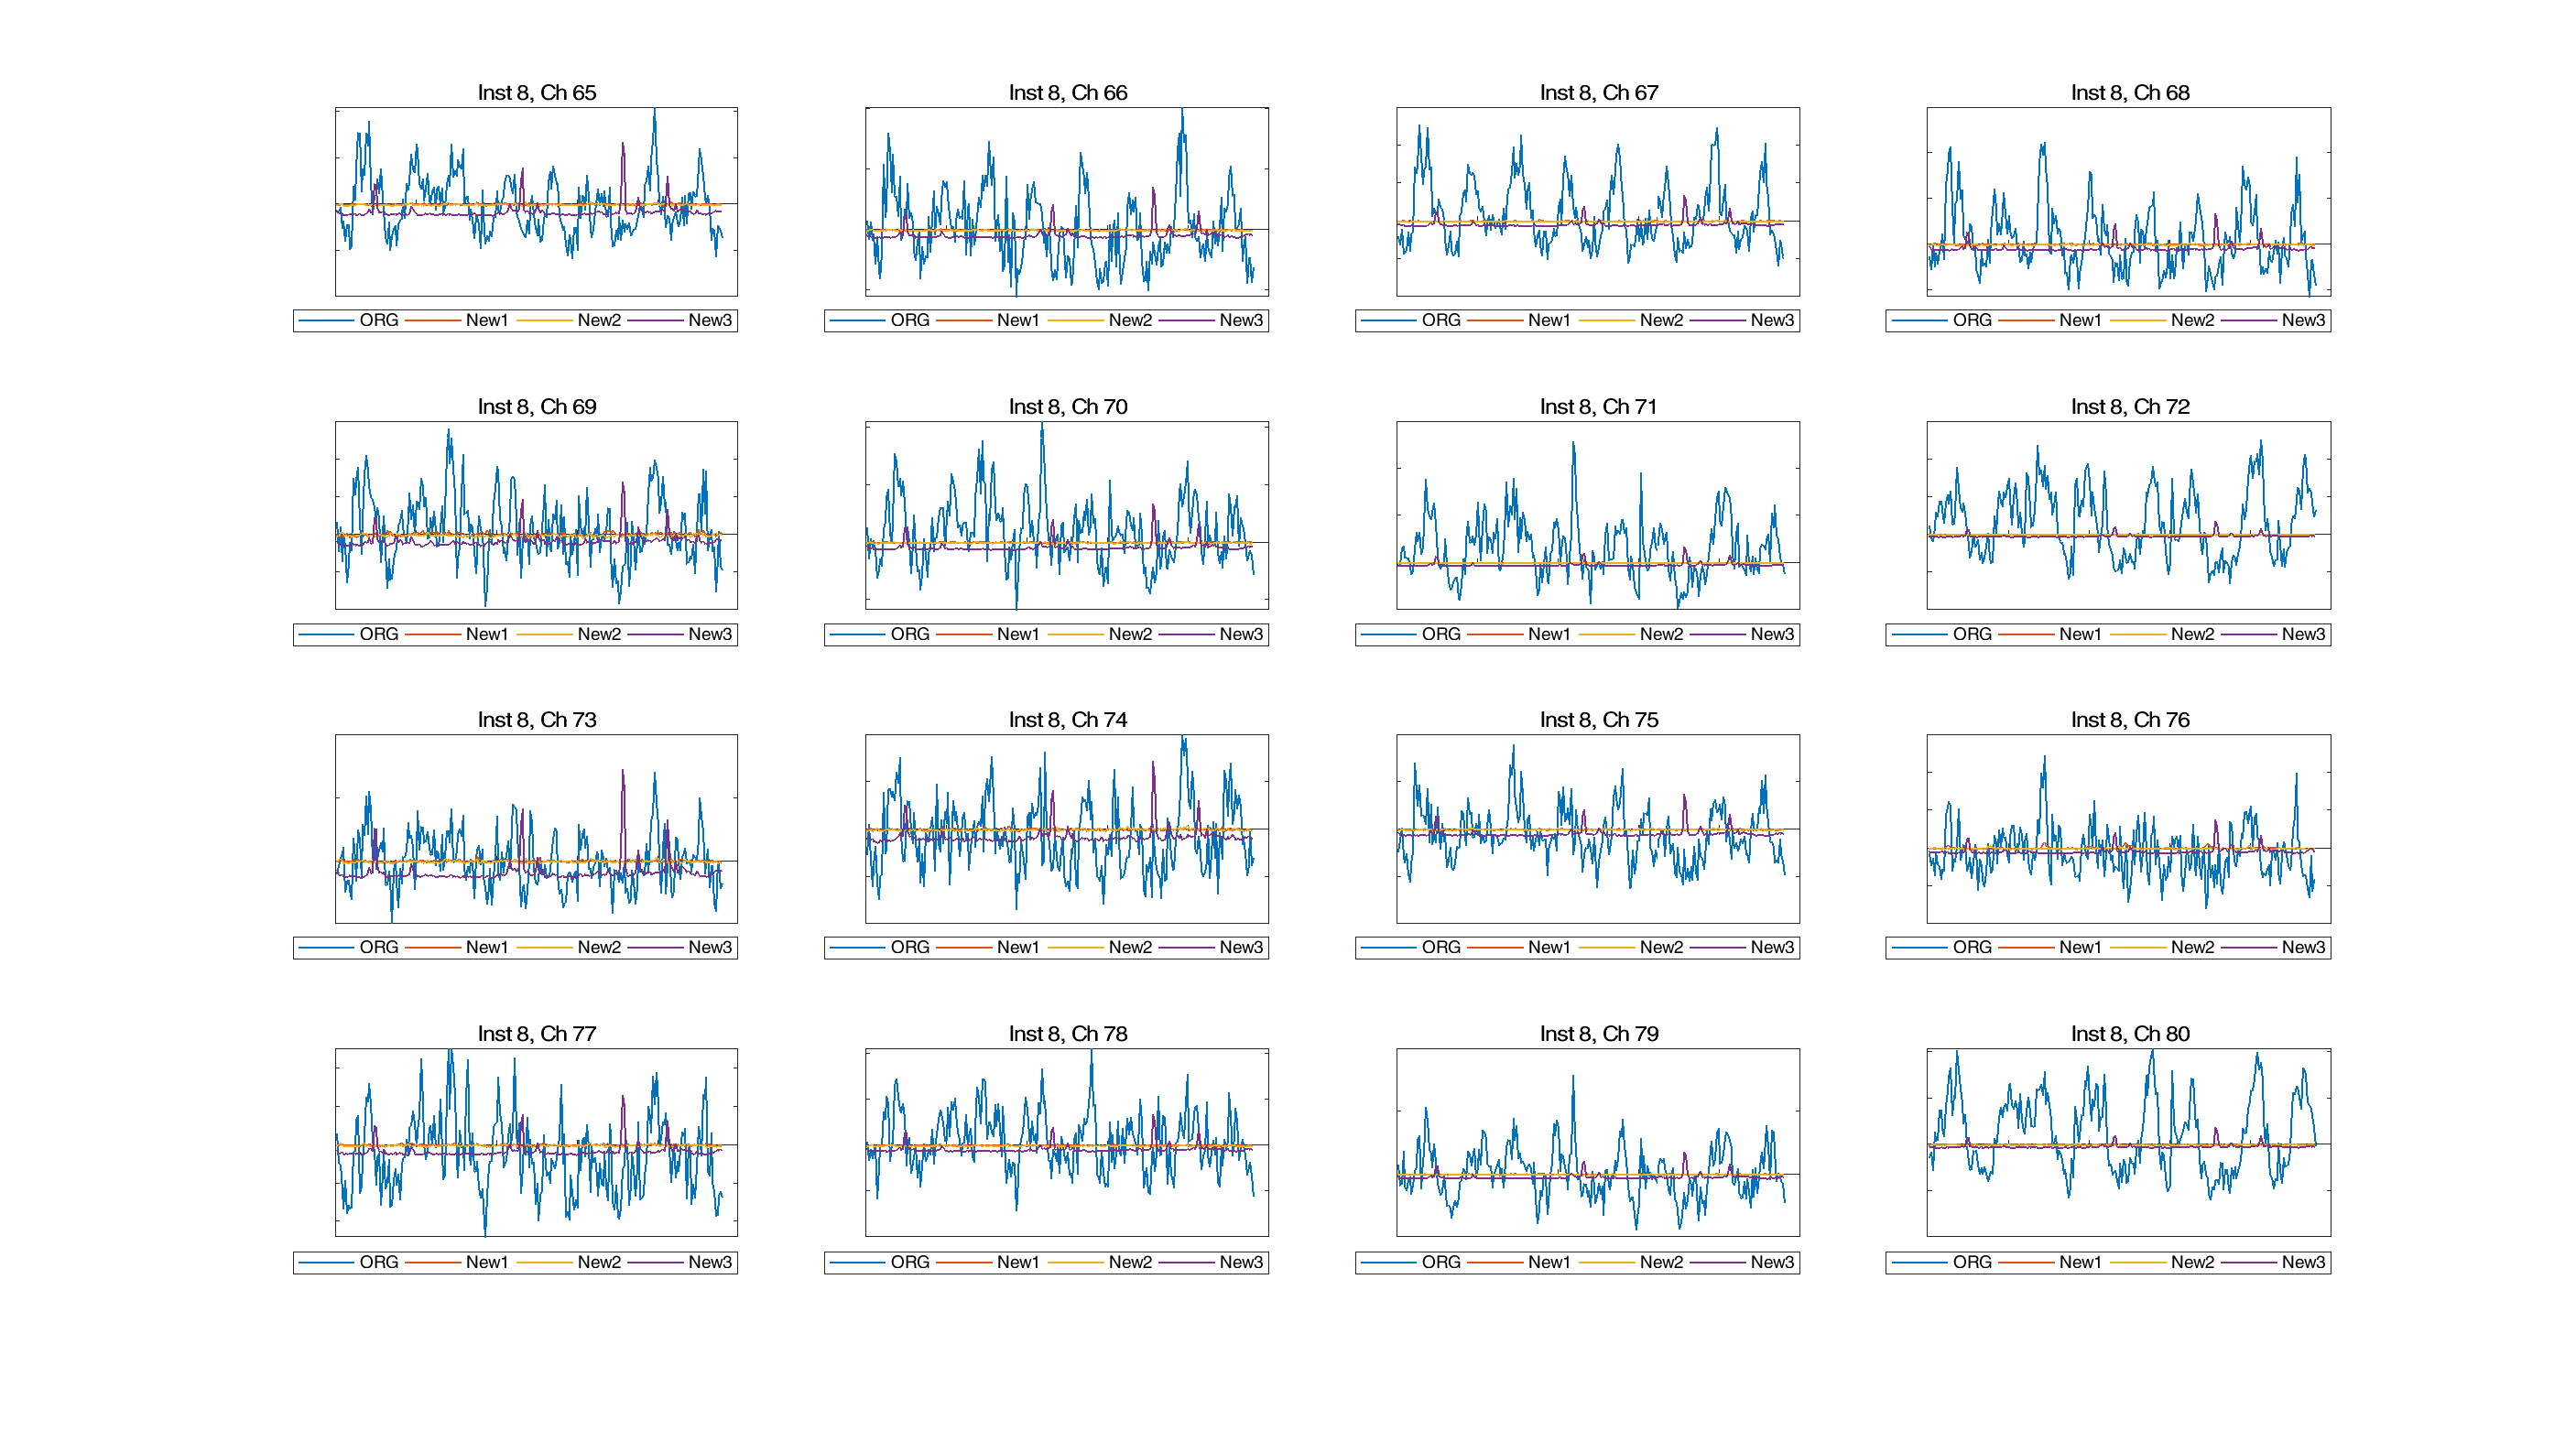 Inst 8, Ch 65
Inst 8, Ch 66
Inst 8, Ch 67
Inst 8, Ch 68
ORG New1 New2 New3
ORG New1 New2 New3
ORG New1 New2 New3
ORG New1 New2 New3
Inst 8, Ch 69
Inst 8, Ch 70
Inst 8, Ch 71
Inst 8, Ch 72
ORG New1 New2 New3
ORG New1 New2 New3
ORG New1 New2 New3
ORG New1 New2 New3
Inst 8, Ch 73
Inst 8, Ch 74
Inst 8, Ch 75
Inst 8, Ch 76
ORG New1 New2 New3
ORG New1 New2 New3
ORG New1 New2 New3
ORG New1 New2 New3
Inst 8, Ch 77
Inst 8, Ch 78
Inst 8, Ch 79
Inst 8, Ch 80
ORG New1 New2 New3
ORG New1 New2 New3
ORG New1 New2 New3
ORG New1 New2 New3